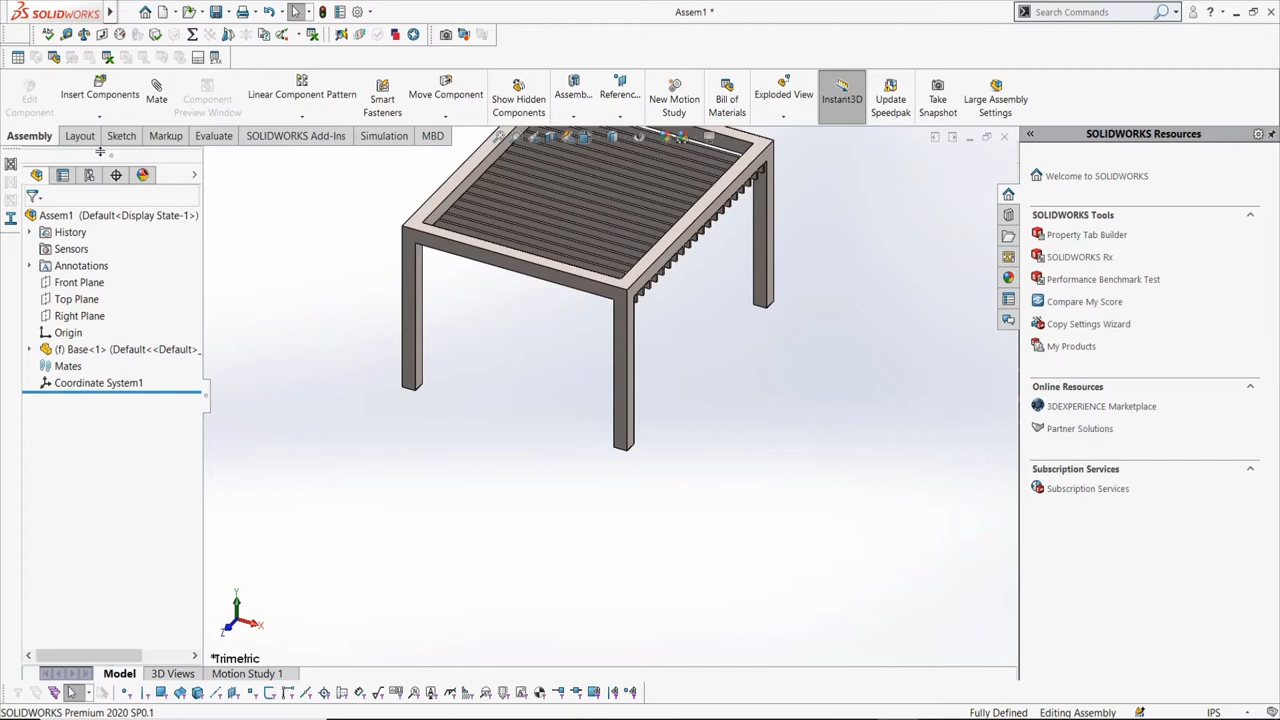 SOLIDWORKS
Assem1 *
Search Commands
Edit Component
Insert Components
Mate
Component Preview Window
Linear Component Pattern
Smart Fasteners
Move Component
Show Hidden Components
Assemb...
Referenc...
New Motion Study
Bill of Materials
Exploded View
Instant3D
Update Speedpak
Take Snapshot
Large Assembly Settings
Assembly
Layout
Sketch
Markup
Evaluate
SOLIDWORKS Add-Ins
Simulation
MBD
Assem1 (Default<Display State-1>)
History
Sensors
Annotations
Front Plane
Top Plane
Right Plane
Origin
(f) Base<1> (Default<<Default>_
Mates
Coordinate System1
Y
X
Z
*Trimetric
Model
3D Views
Motion Study 1
SOLIDWORKS Resources
Welcome to SOLIDWORKS
SOLIDWORKS Tools
Property Tab Builder
SOLIDWORKS Rx
Performance Benchmark Test
Compare My Score
Copy Settings Wizard
My Products
Online Resources
3DEXPERIENCE Marketplace
Partner Solutions
Subscription Services
Subscription Services
SOLIDWORKS Premium 2020 SP0.1
Fully Defined
Editing Assembly
IPS